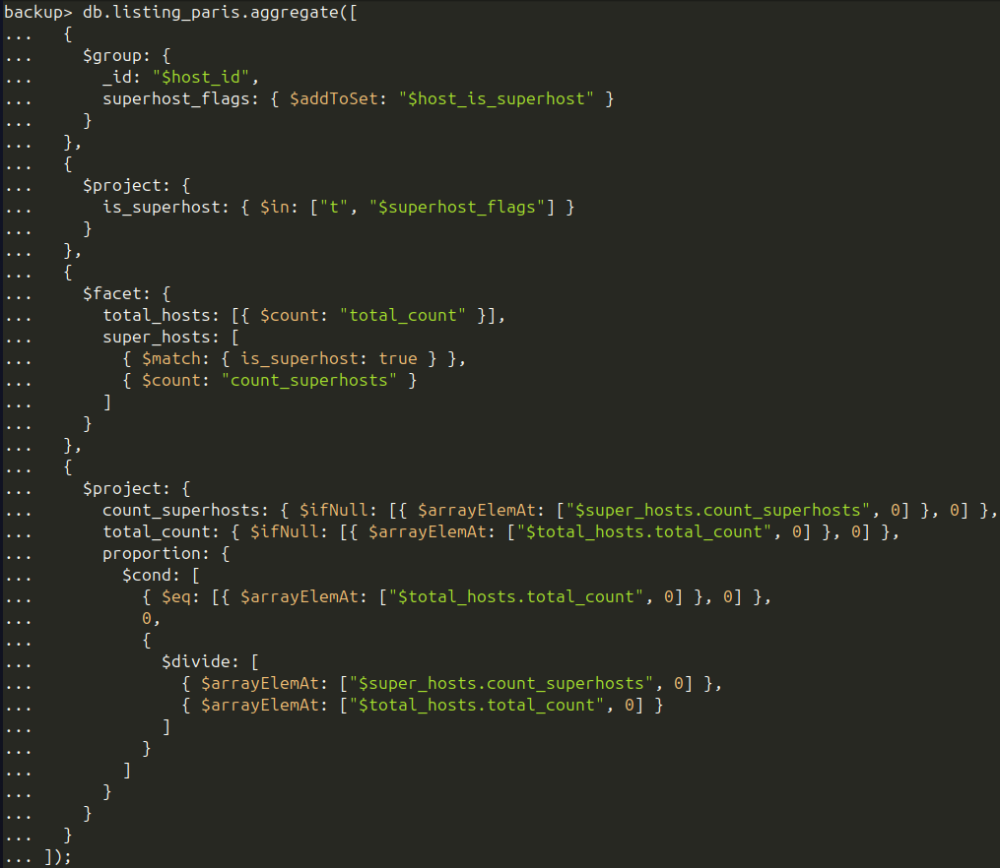 backup> db.listing_paris.aggregate([
...   {
...     $group: {
...       _id: "$host_id",
...       superhost_flags: { $addToSet: "$host_is_superhost" }
...     }
...   },
...   {
...     $project: {
...       is_superhost: { $in: ["t", "$superhost_flags"] }
...     }
...   },
...   {
...     $facet: {
...       total_hosts: [{ $count: "total_count" }],
...       super_hosts: [
...         { $match: { is_superhost: true } },
...         { $count: "count_superhosts" }
...       ]
...     }
...   },
...   {
...     $project: {
...       count_superhosts: { $ifNull: [{ $arrayElemAt: ["$super_hosts.count_superhosts", 0] }, 0] },
...       total_count: { $ifNull: [{ $arrayElemAt: ["$total_hosts.total_count", 0] }, 0] },
...       proportion: {
...         $cond: [
...           { $eq: [{ $arrayElemAt: ["$total_hosts.total_count", 0] }, 0] },
...           0,
...           {
...             $divide: [
...               { $arrayElemAt: ["$super_hosts.count_superhosts", 0] },
...               { $arrayElemAt: ["$total_hosts.total_count", 0] }
...             ]
...           }
...         ]
...       }
...     }
...   }
... ]);